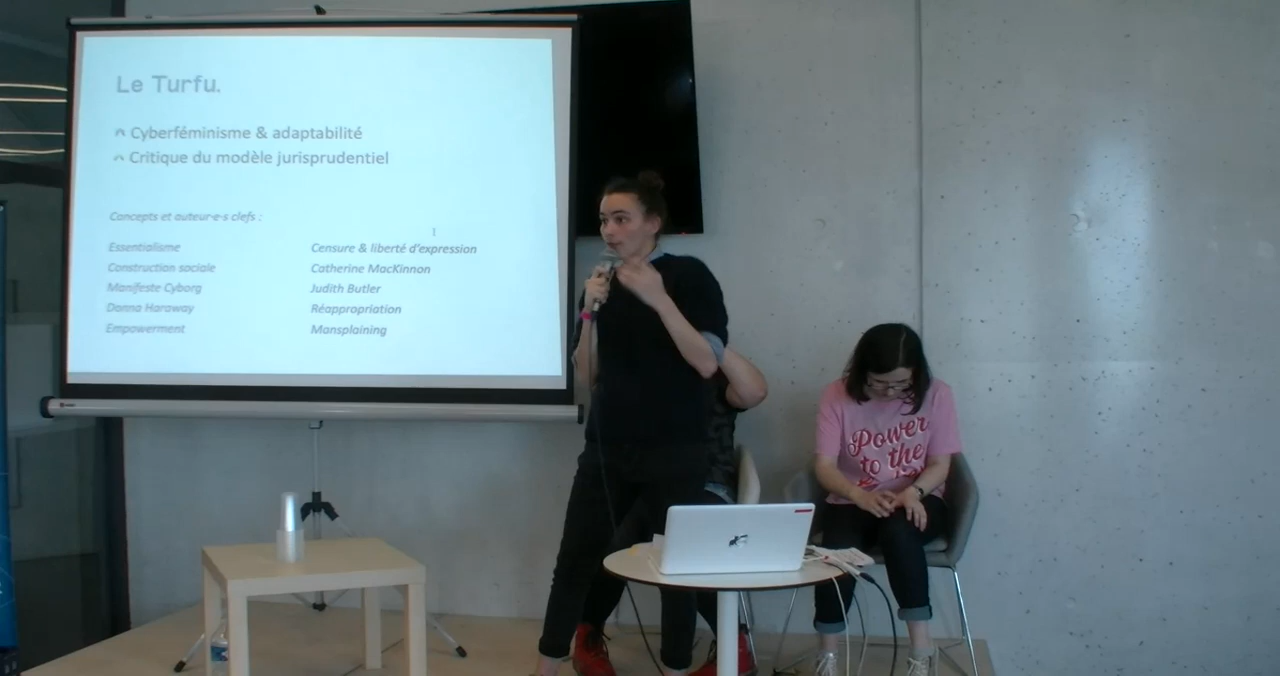 Le Turfu.
Cyberféminisme & adaptabilité
Critique du modèle jurisprudentiel
Concepts et auteur·e·s clefs :
Essentialisme
Construction sociale
Manifeste Cyborg
Donna Haraway
Empowerment
Censure & liberté d'expression
Catherine MacKinnon
Judith Butler
Réappropriation
Mansplaining
Power
to the